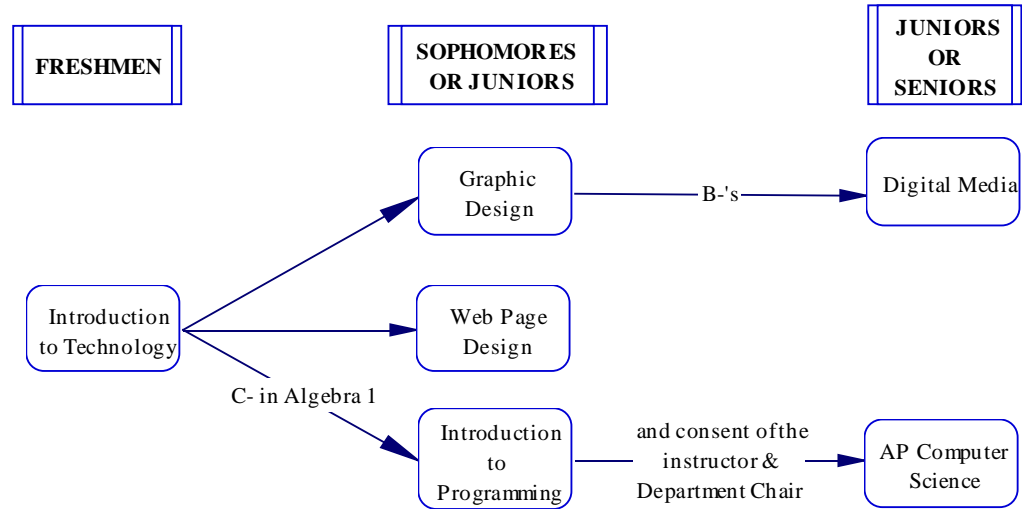 FRESHMEN
SOPHOMORES
OR JUNIORS
JUNIORS
OR
SENIORS
Graphic
Design
B-'s
Digital Media
Introduction
to Technology
Web Page
Design
C- in Algebra 1
Introduction
to
Programming
and consent of the
instructor &
Department Chair
AP Computer
Science